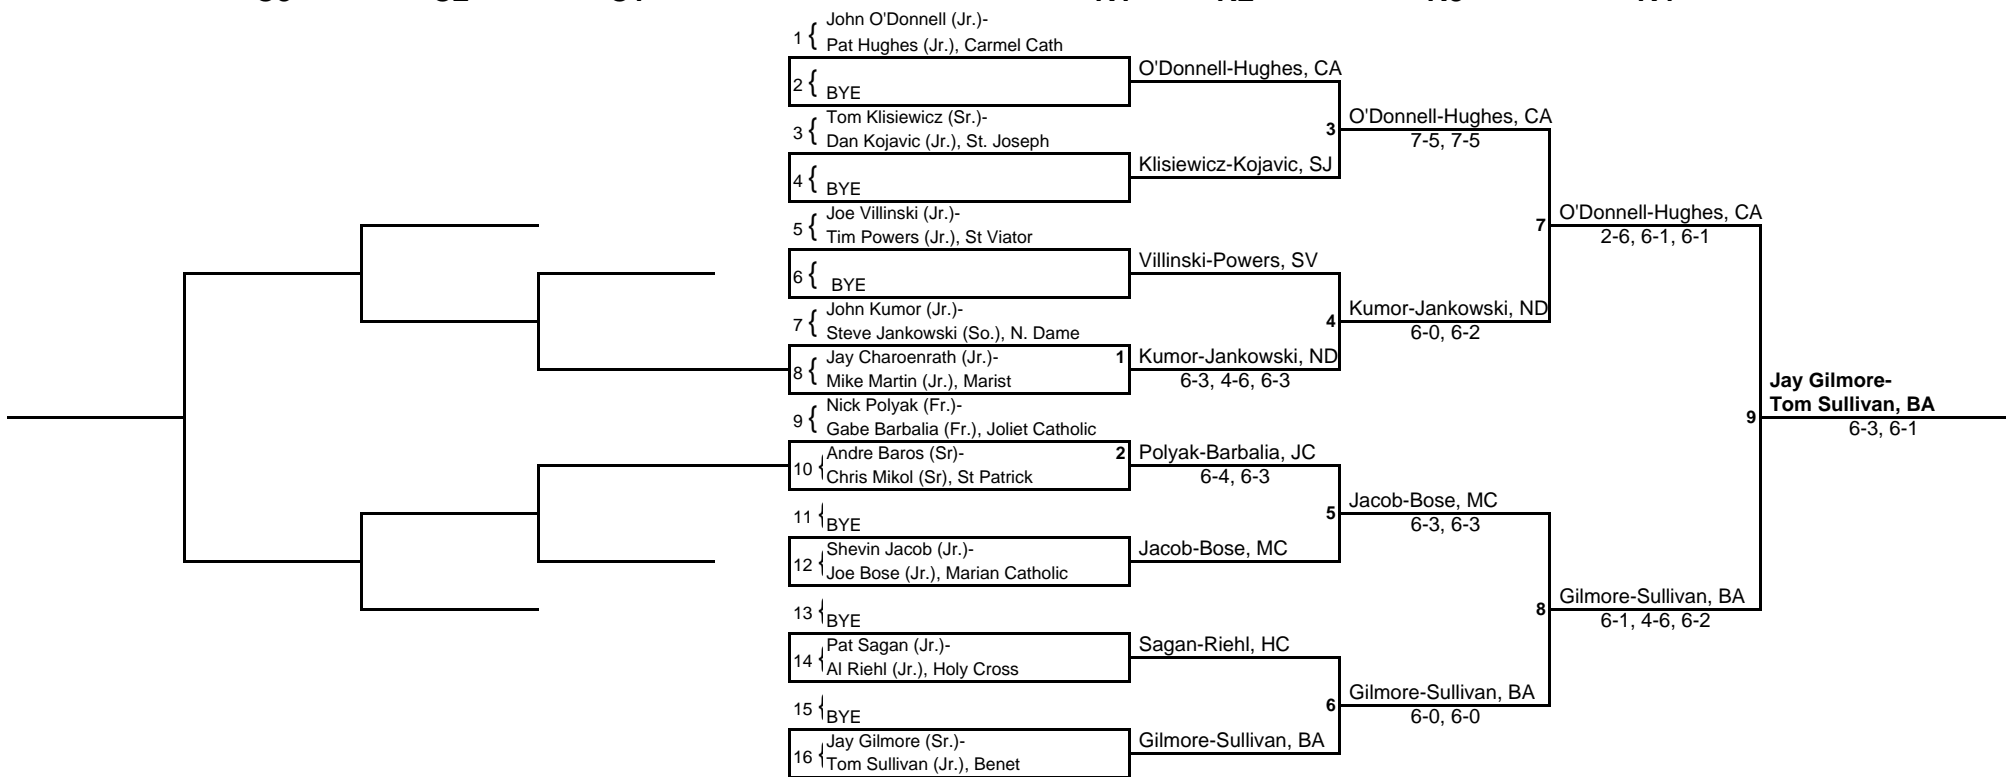 1 { John O'Donnell (Jr.)-
Pat Hughes (Jr.), Carmel Cath
2 { BYE
O'Donnell-Hughes, CA
3 { Tom Klisiewicz (Sr.)-
Dan Kojavic (Jr.), St. Joseph
3 O'Donnell-Hughes, CA
7-5, 7-5
4 { BYE
Klisiewicz-Kojavic, SJ
5 { Joe Villinski (Jr.)-
Tim Powers (Jr.), St Viator
7 O'Donnell-Hughes, CA
2-6, 6-1, 6-1
6 { BYE
Villinski-Powers, SV
7 { John Kumor (Jr.)-
Steve Jankowski (So.), N. Dame
4 Kumor-Jankowski, ND
6-0, 6-2
8 { Jay Charoenrath (Jr.)-
Mike Martin (Jr.), Marist
1 Kumor-Jankowski, ND
6-3, 4-6, 6-3
9 { Nick Polyak (Fr.)-
Gabe Barbalia (Fr.), Joliet Catholic
9 Jay Gilmore-
Tom Sullivan, BA
6-3, 6-1
10 { Andre Baros (Sr)-
Chris Mikol (Sr), St Patrick
2 Polyak-Barbalia, JC
6-4, 6-3
11 { BYE
5 Jacob-Bose, MC
6-3, 6-3
12 { Shevin Jacob (Jr.)-
Joe Bose (Jr.), Marian Catholic
Jacob-Bose, MC
13 { BYE
8 Gilmore-Sullivan, BA
6-1, 4-6, 6-2
14 { Pat Sagan (Jr.)-
Al Riehl (Jr.), Holy Cross
Sagan-Riehl, HC
15 { BYE
6 Gilmore-Sullivan, BA
6-0, 6-0
16 { Jay Gilmore (Sr.)-
Tom Sullivan (Jr.), Benet
Gilmore-Sullivan, BA